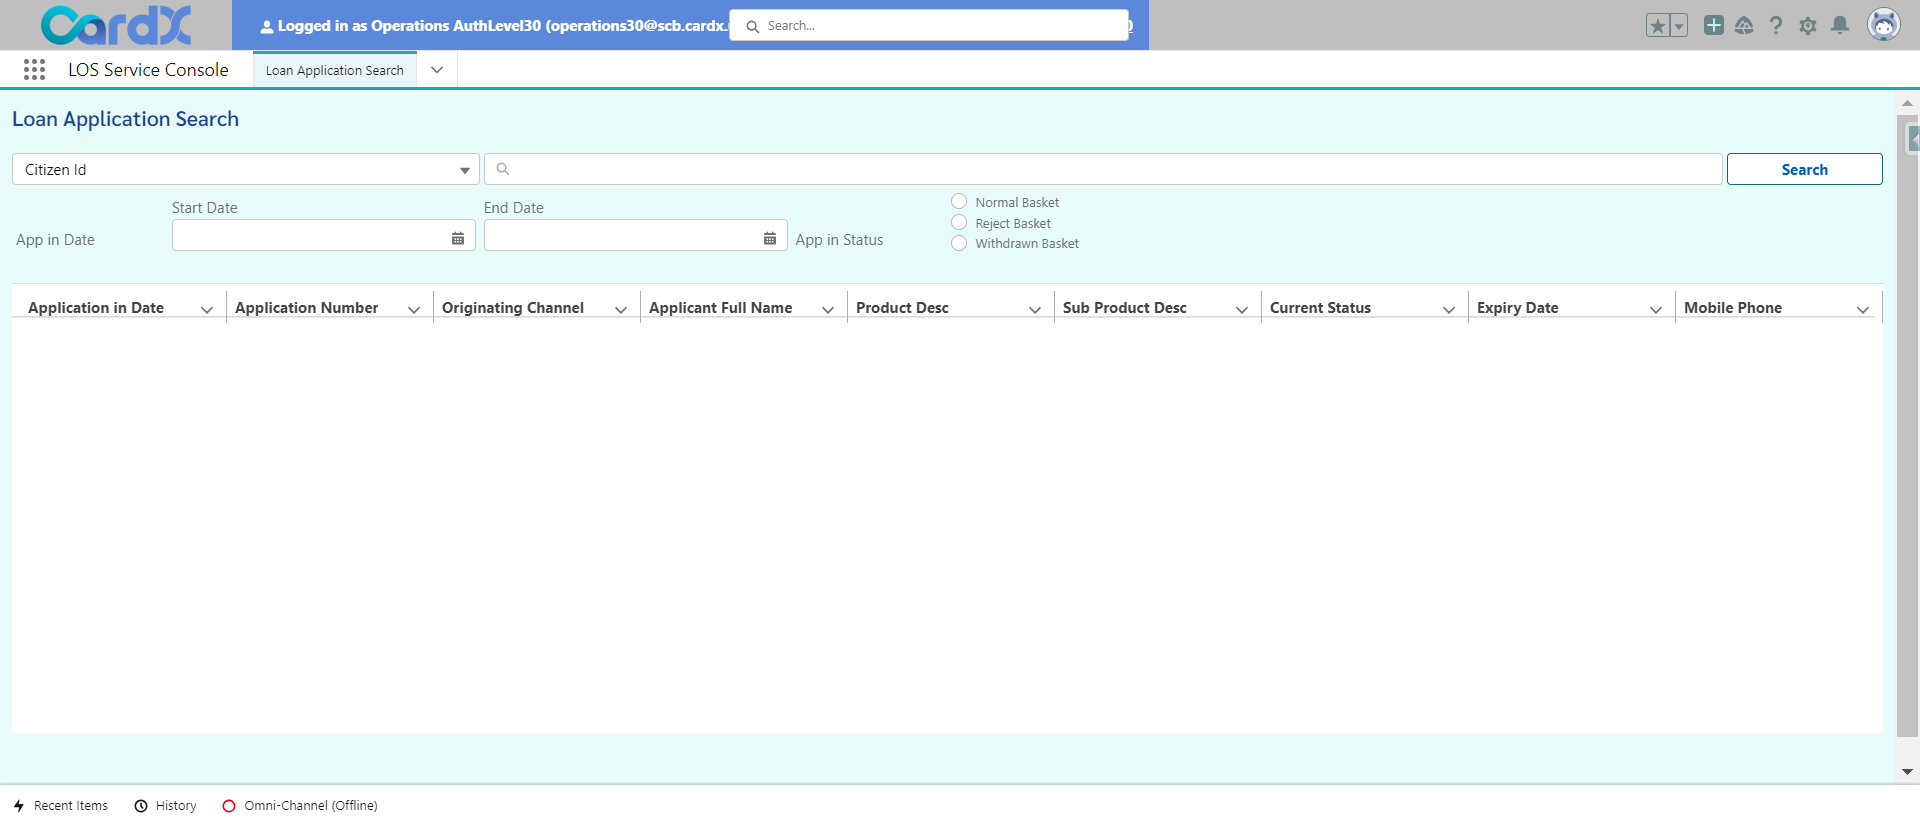 CardX
Logged in as Operations AuthLevel30 (operations30@scb.cardx.
Search...
LOS Service Console
Loan Application Search
Loan Application Search
Citizen Id
Search
App in Date
Start Date
End Date
App in Status
Normal Basket
Reject Basket
Withdrawn Basket
Application in Date
Application Number
Originating Channel
Applicant Full Name
Product Desc
Sub Product Desc
Current Status
Expiry Date
Mobile Phone
Recent Items
History
Omni-Channel (Offline)